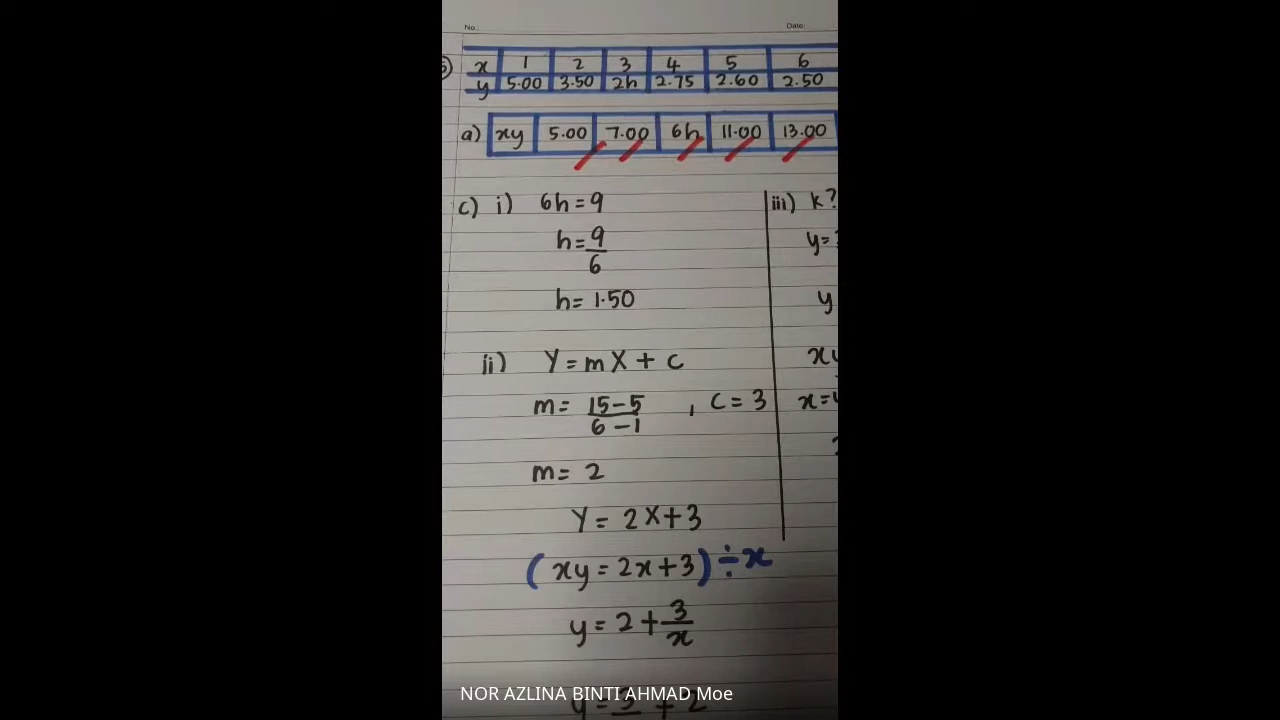 No.: Date:
x 1 2 3 4 5 6
y 5.00 3.50 2h 2.75 2.60 2.50
a) xy 5.00 7.00 6h 11.00 13.00
c) i) 6h = 9
h = 9/6
h = 1.50
ii) Y = mX + c
m = 15 - 5 / 6 - 1 , c = 3
m = 2
Y = 2X + 3
(xy = 2x + 3) ÷ x
y = 2 + 3/x
y = 3 + 2
iii) k?
y =
y
x
x =
NOR AZLINA BINTI AHMAD Moe